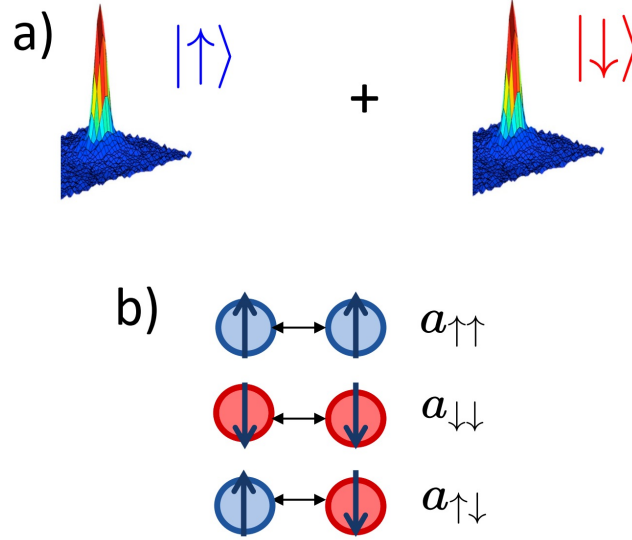 a) |↑⟩ + |↓⟩
b) a↑↑
a↓↓
a↑↓